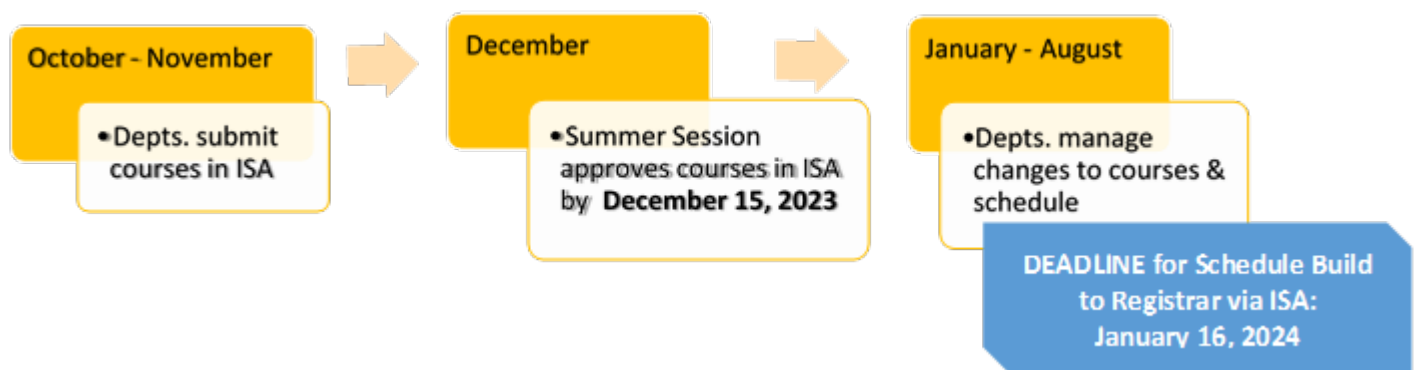 October - November
•Depts. submit
courses in ISA
December
•Summer Session
approves courses in ISA
by December 15, 2023
January - August
•Depts. manage
changes to courses &
schedule
DEADLINE for Schedule Build
to Registrar via ISA:
January 16, 2024